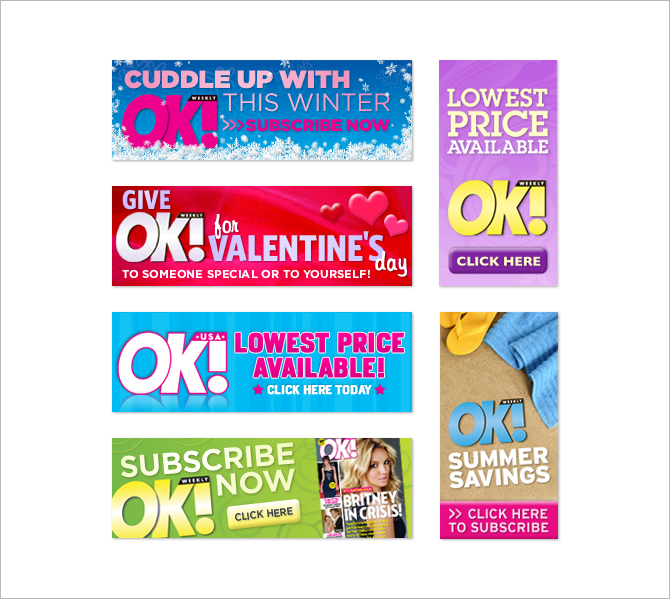 CUDDLE UP WITH
OK! WEEKLY THIS WINTER
>>>SUBSCRIBE NOW
GIVE
OK! WEEKLY for
VALENTINE'S
day
TO SOMEONE SPECIAL OR TO YOURSELF!
OK! ★USA★
LOWEST PRICE
AVAILABLE!
★ CLICK HERE TODAY ★
SUBSCRIBE
OK! WEEKLY NOW
CLICK HERE
OK!
BRITNEY
IN CRISIS!
LOWEST
PRICE
AVAILABLE
WEEKLY
OK!
CLICK HERE
WEEKLY
OK!
SUMMER
SAVINGS
>> CLICK HERE
TO SUBSCRIBE